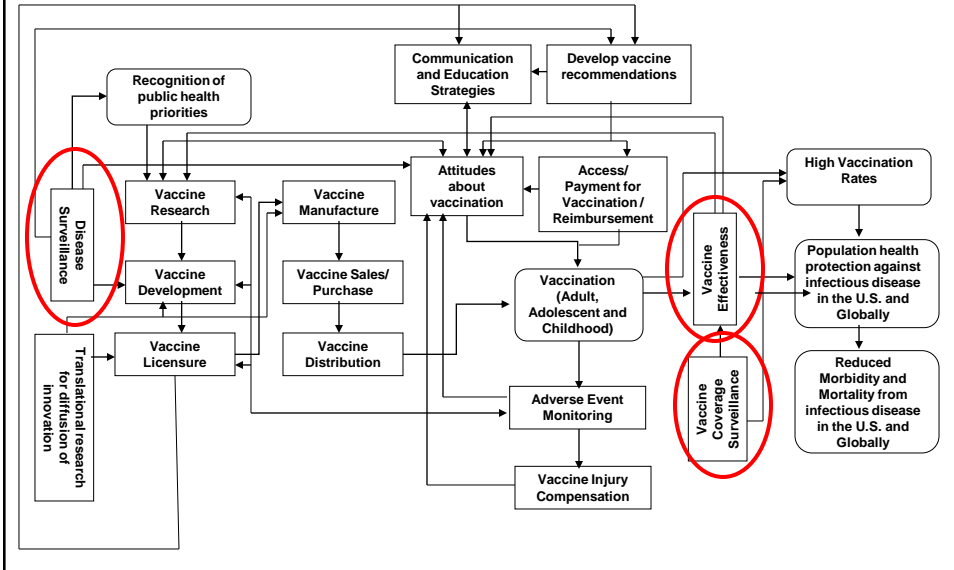 Communication
and Education
Strategies
Develop vaccine
recommendations
Recognition of
public health
priorities
Disease
Surveillance
Vaccine
Research
Vaccine
Manufacture
Attitudes
about
vaccination
Access/
Payment for
Vaccination /
Reimbursement
High Vaccination
Rates
Vaccine
Development
Vaccine Sales/
Purchase
Vaccination
(Adult,
Adolescent and
Childhood)
Vaccine
Effectiveness
Population health
protection against
infectious disease
in the U.S. and
Globally
Translational research
for diffusion of
innovation
Vaccine
Licensure
Vaccine
Distribution
Adverse Event
Monitoring
Vaccine
Coverage
Surveillance
Reduced
Morbidity and
Mortality from
infectious disease
in the U.S. and
Globally
Vaccine Injury
Compensation